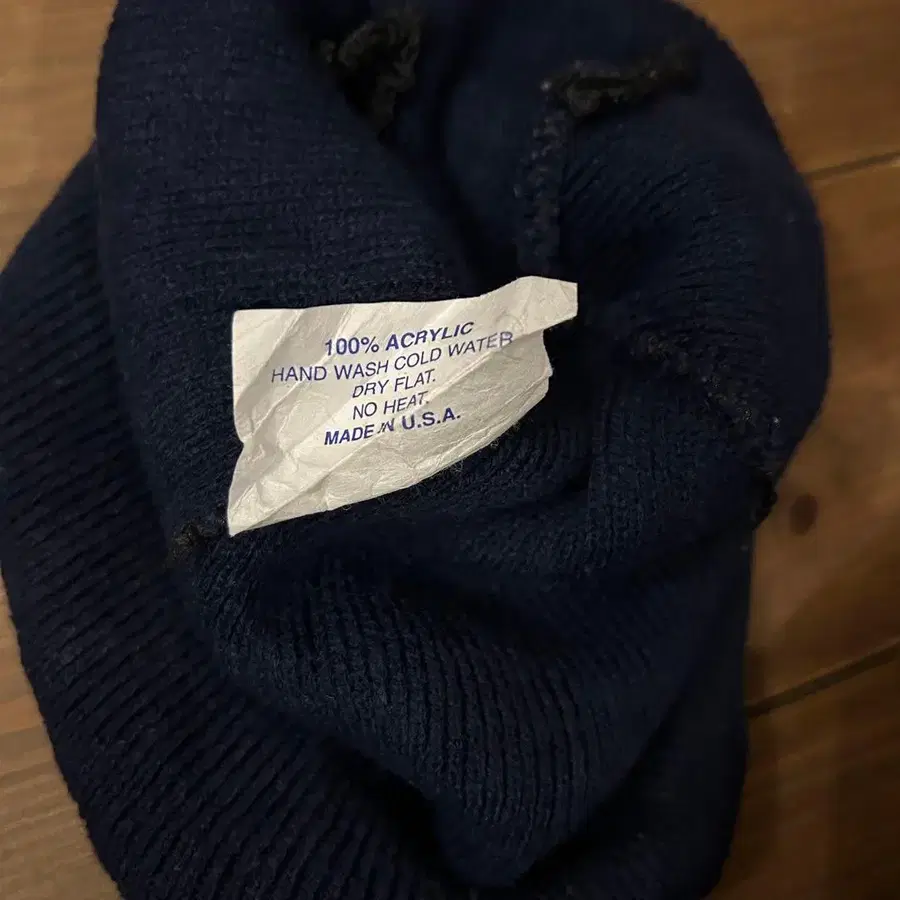 100% ACRYLIC
HAND WASH COLD WATER
DRY FLAT.
NO HEAT.
MADE IN U.S.A.